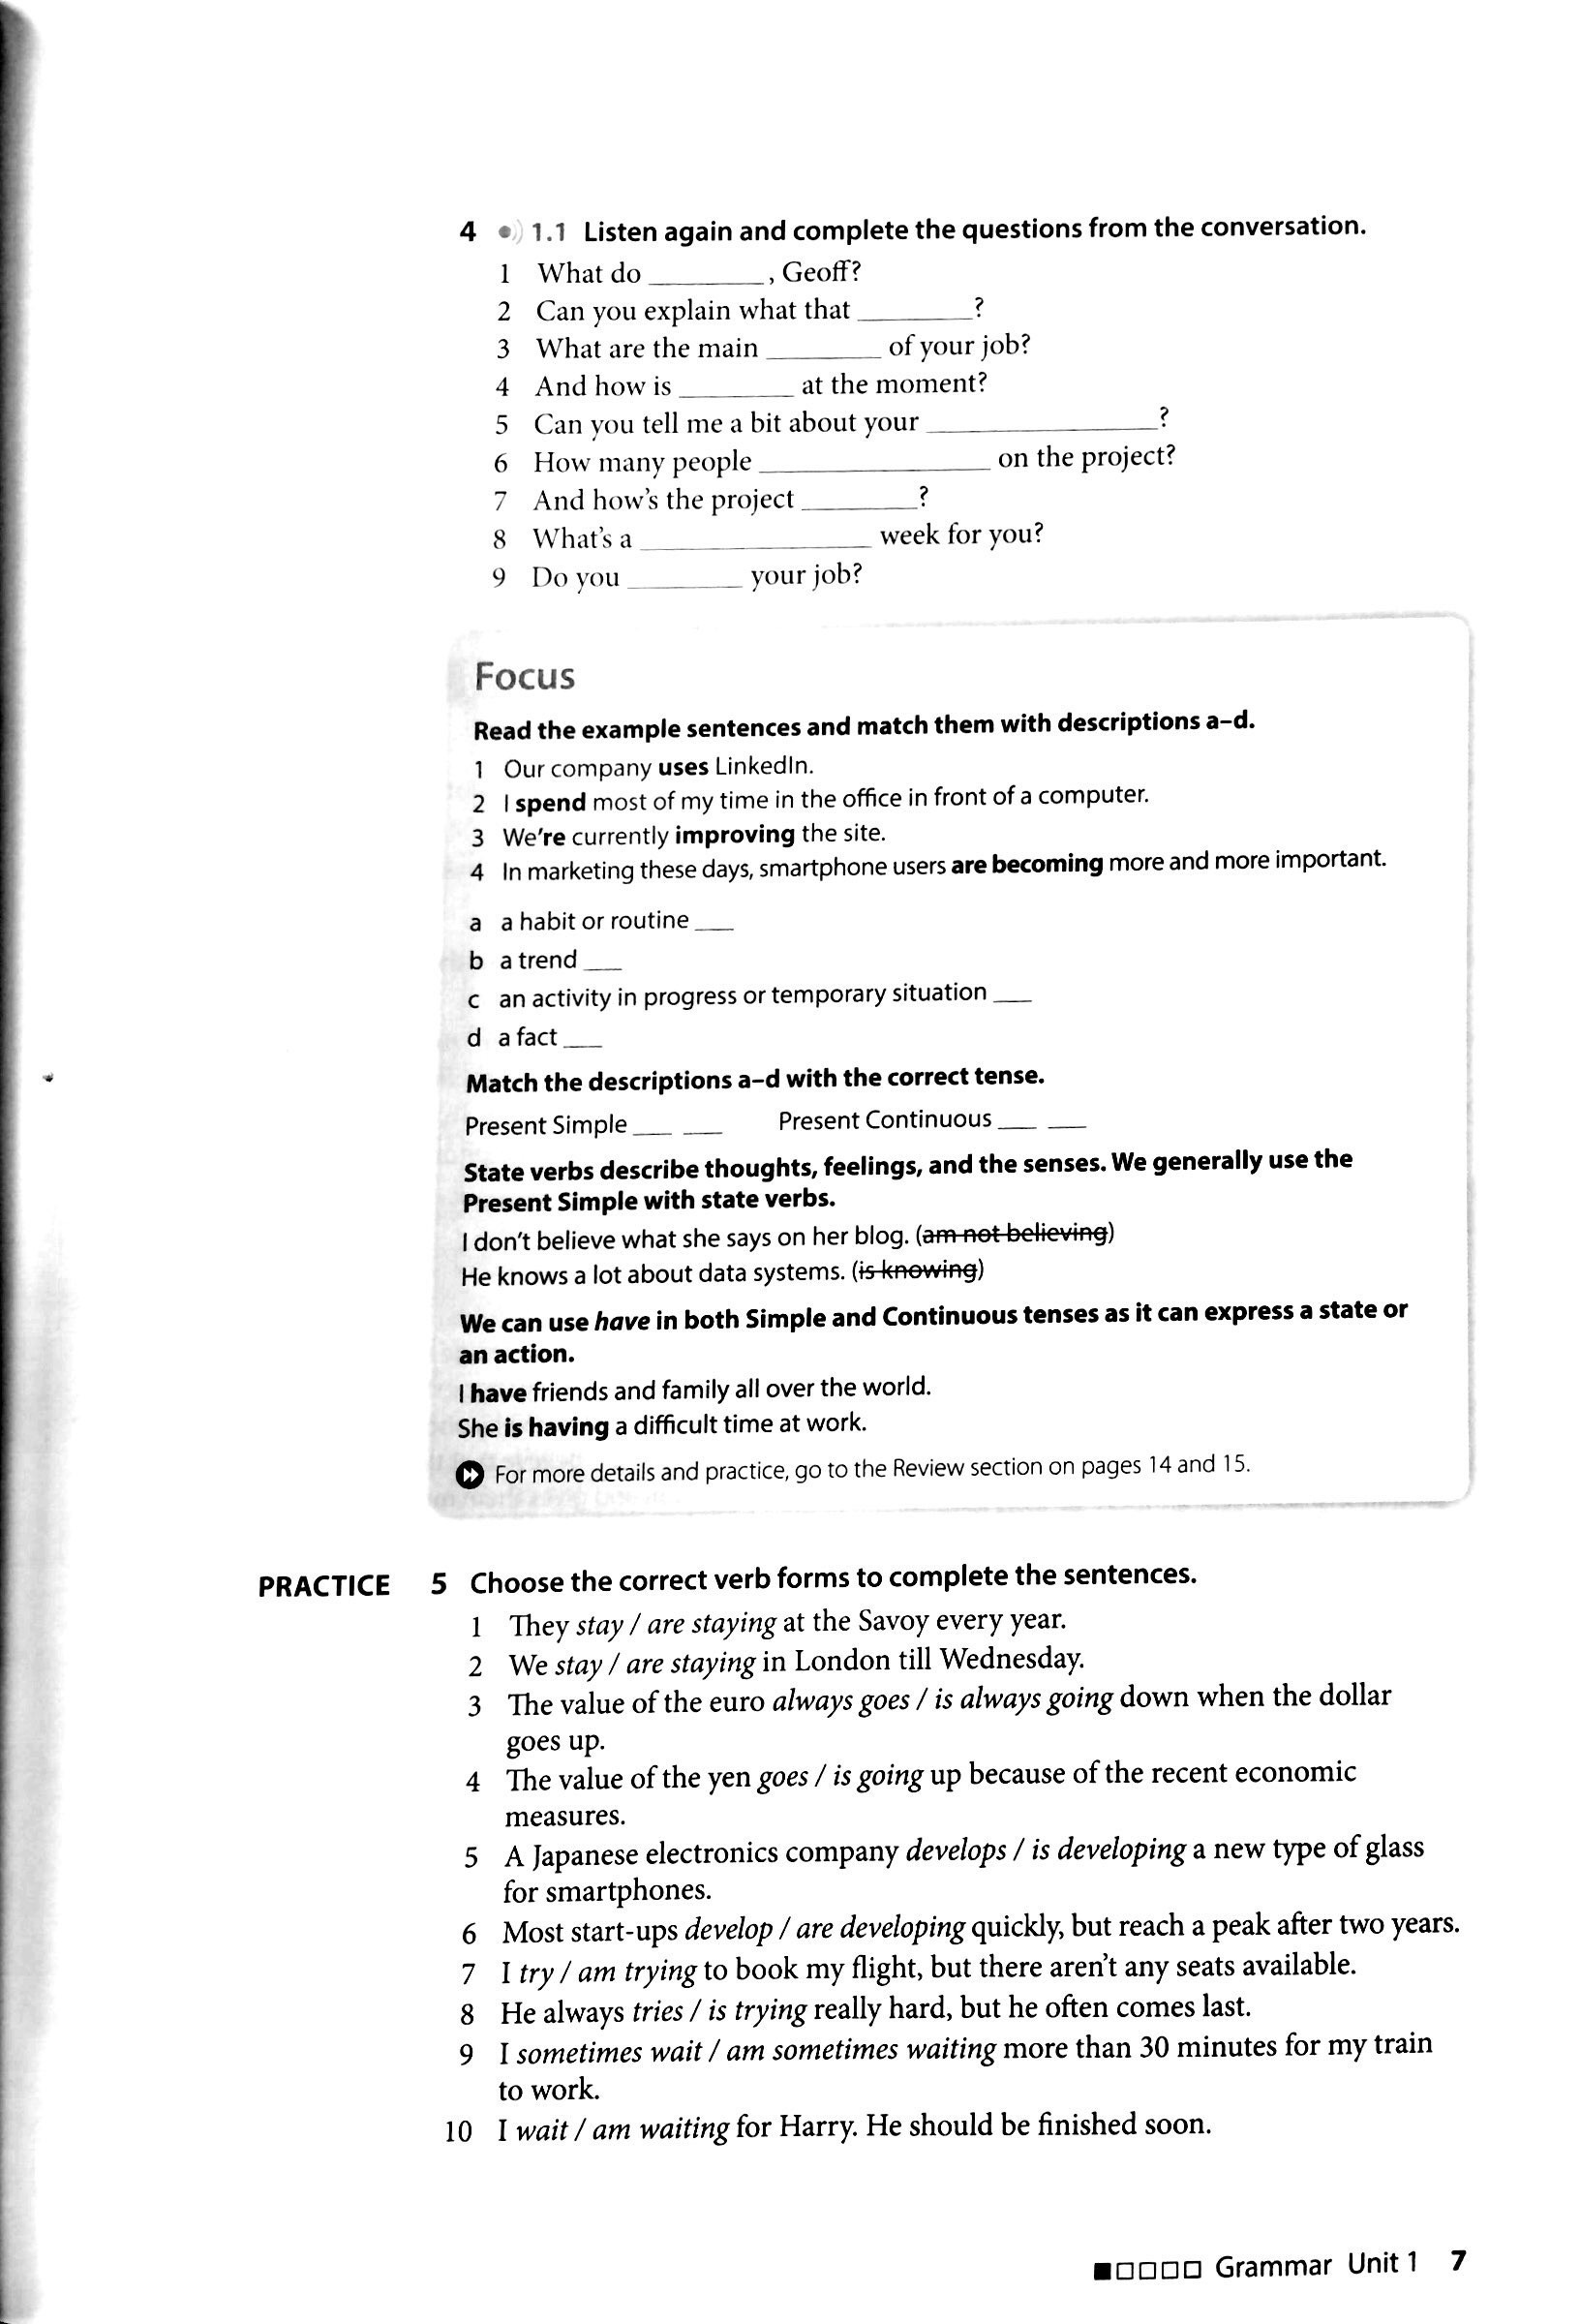 4 1.1 Listen again and complete the questions from the conversation.
1 What do ________, Geoff?
2 Can you explain what that ________?
3 What are the main ________ of your job?
4 And how is ________ at the moment?
5 Can you tell me a bit about your ________________?
6 How many people ________________ on the project?
7 And how's the project ________?
8 What's a ________________ week for you?
9 Do you ________ your job?
Focus
Read the example sentences and match them with descriptions a–d.
1 Our company uses LinkedIn.
2 I spend most of my time in the office in front of a computer.
3 We're currently improving the site.
4 In marketing these days, smartphone users are becoming more and more important.
a a habit or routine ___
b a trend ___
c an activity in progress or temporary situation ___
d a fact ___
Match the descriptions a–d with the correct tense.
Present Simple ___ ___ Present Continuous ___ ___
State verbs describe thoughts, feelings, and the senses. We generally use the
Present Simple with state verbs.
I don't believe what she says on her blog. (am not believing)
He knows a lot about data systems. (is knowing)
We can use have in both Simple and Continuous tenses as it can express a state or
an action.
I have friends and family all over the world.
She is having a difficult time at work.
For more details and practice, go to the Review section on pages 14 and 15.
PRACTICE 5 Choose the correct verb forms to complete the sentences.
1 They stay / are staying at the Savoy every year.
2 We stay / are staying in London till Wednesday.
3 The value of the euro always goes / is always going down when the dollar
goes up.
4 The value of the yen goes / is going up because of the recent economic
measures.
5 A Japanese electronics company develops / is developing a new type of glass
for smartphones.
6 Most start-ups develop / are developing quickly, but reach a peak after two years.
7 I try / am trying to book my flight, but there aren't any seats available.
8 He always tries / is trying really hard, but he often comes last.
9 I sometimes wait / am sometimes waiting more than 30 minutes for my train
to work.
10 I wait / am waiting for Harry. He should be finished soon.
Grammar Unit 1 7